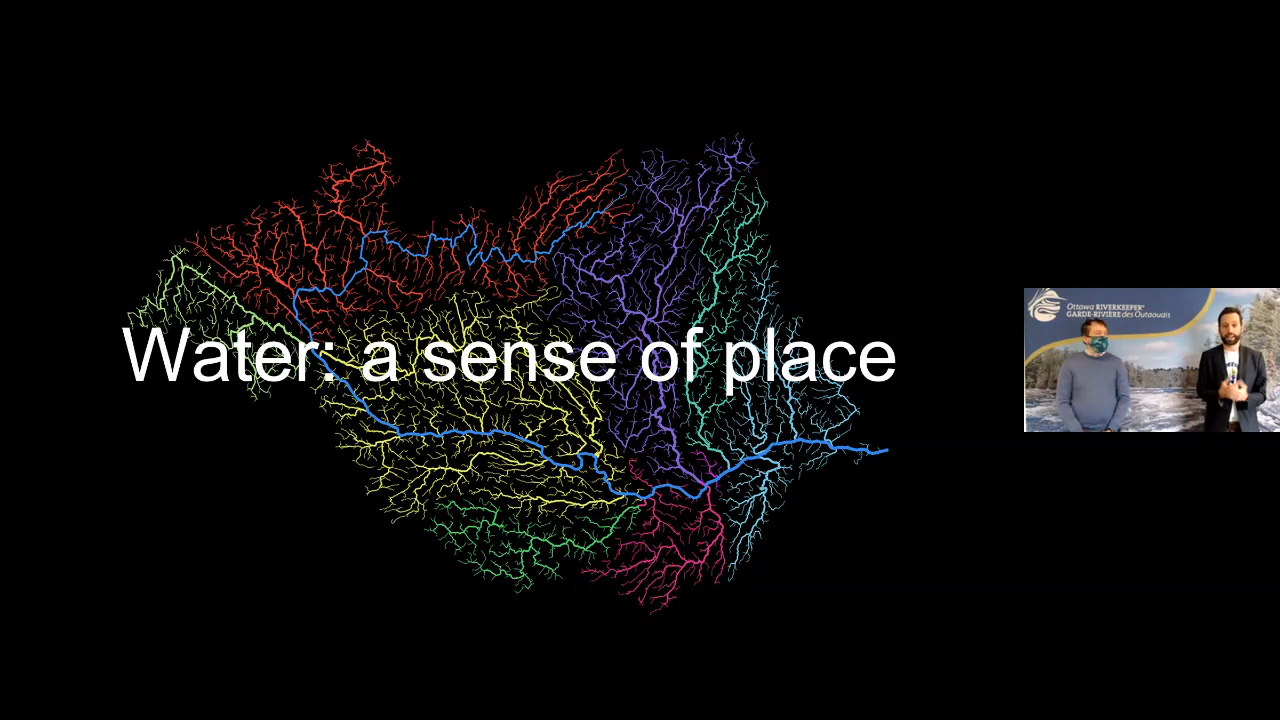 Water: a sense of place
Ottawa RIVERKEEPER®
GARDE-RIVIÈRE des Outaouais